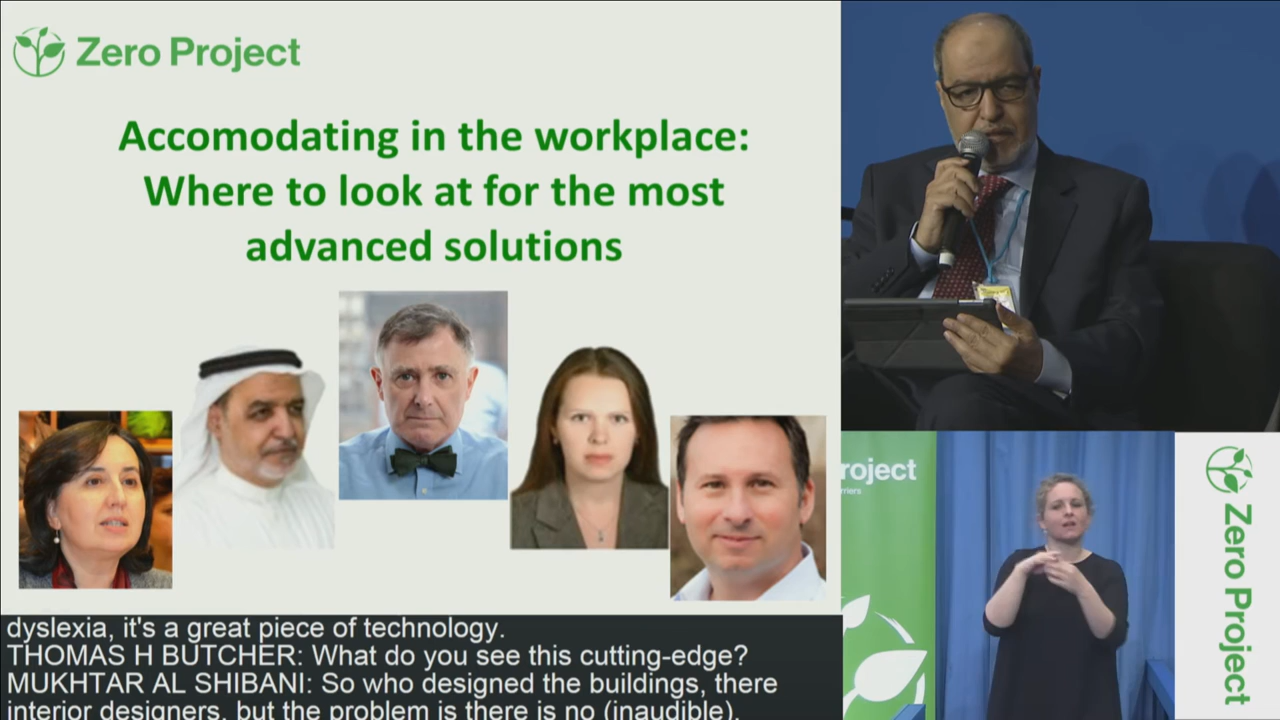 Zero Project
Accomodating in the workplace:
Where to look at for the most
advanced solutions
dyslexia, it's a great piece of technology.
THOMAS H BUTCHER: What do you see this cutting-edge?
MUKHTAR AL SHIBANI: So who designed the buildings, there
interior designers, but the problem is there is no (inaudible).
roject
rriers
Zero Project